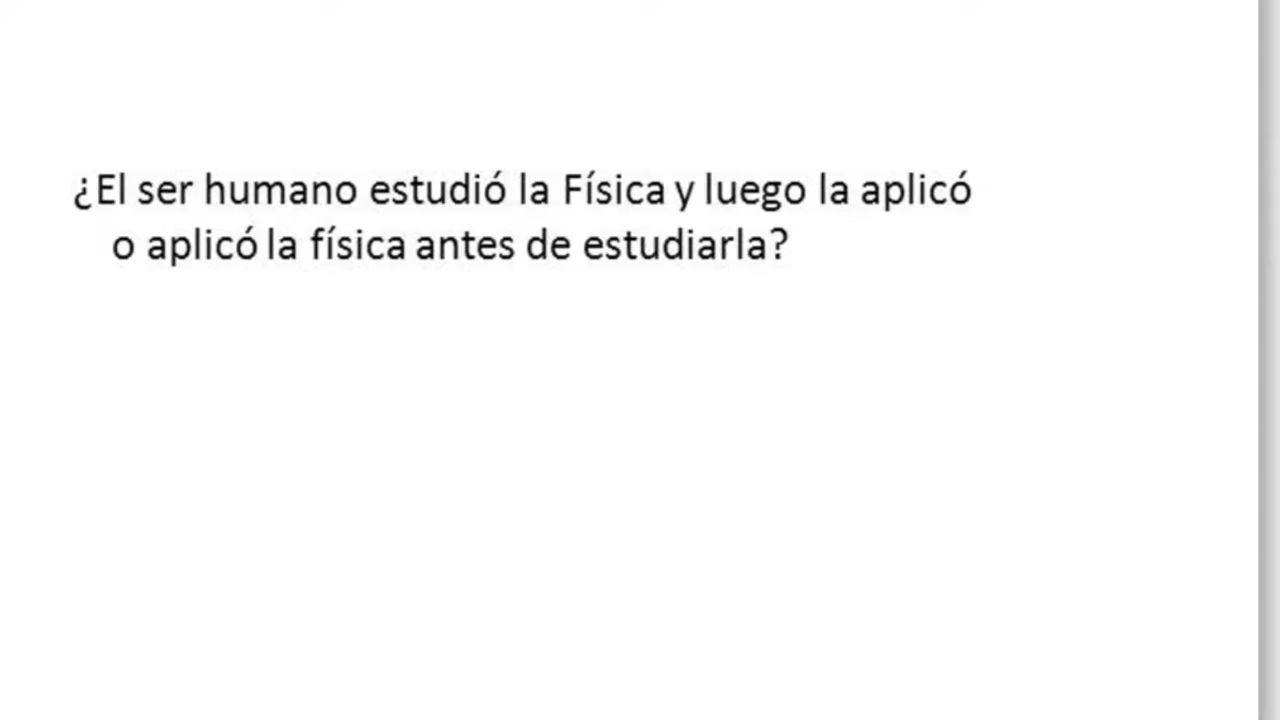 ¿El ser humano estudió la Física y luego la aplicó
o aplicó la física antes de estudiarla?